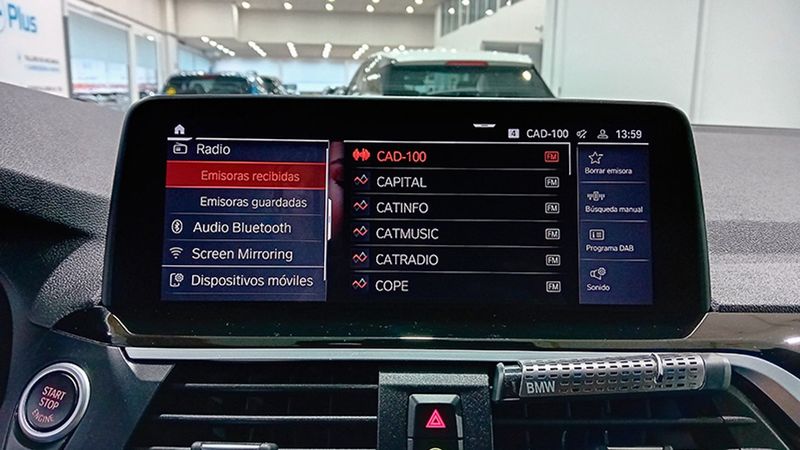 Plus
4 CAD-100 13:59
Radio
Emisoras recibidas
Emisoras guardadas
Audio Bluetooth
Screen Mirroring
Dispositivos móviles
CAD-100 FM
CAPITAL FM
CATINFO FM
CATMUSIC FM
CATRADIO FM
COPE FM
Borrar emisora
Búsqueda manual
Programa DAB
Sonido
START
STOP
ENGINE
BMW